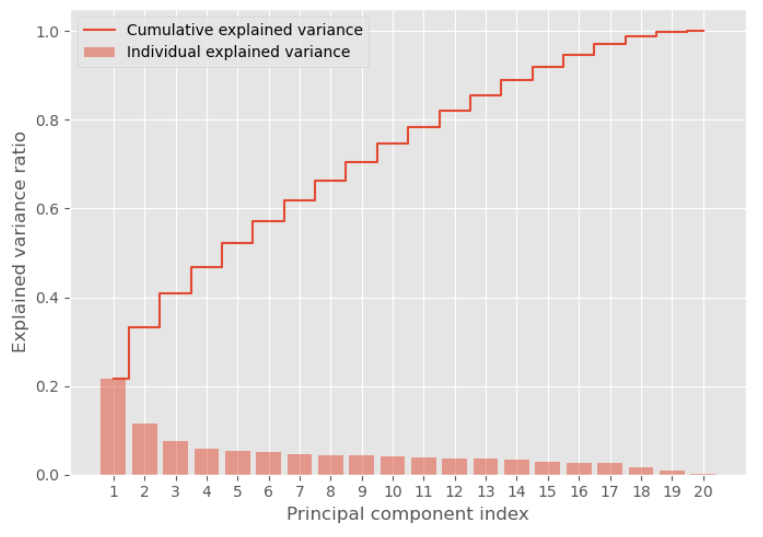 Cumulative explained variance
Individual explained variance
Explained variance ratio
1.0
0.8
0.6
0.4
0.2
0.0
1 2 3 4 5 6 7 8 9 10 11 12 13 14 15 16 17 18 19 20
Principal component index